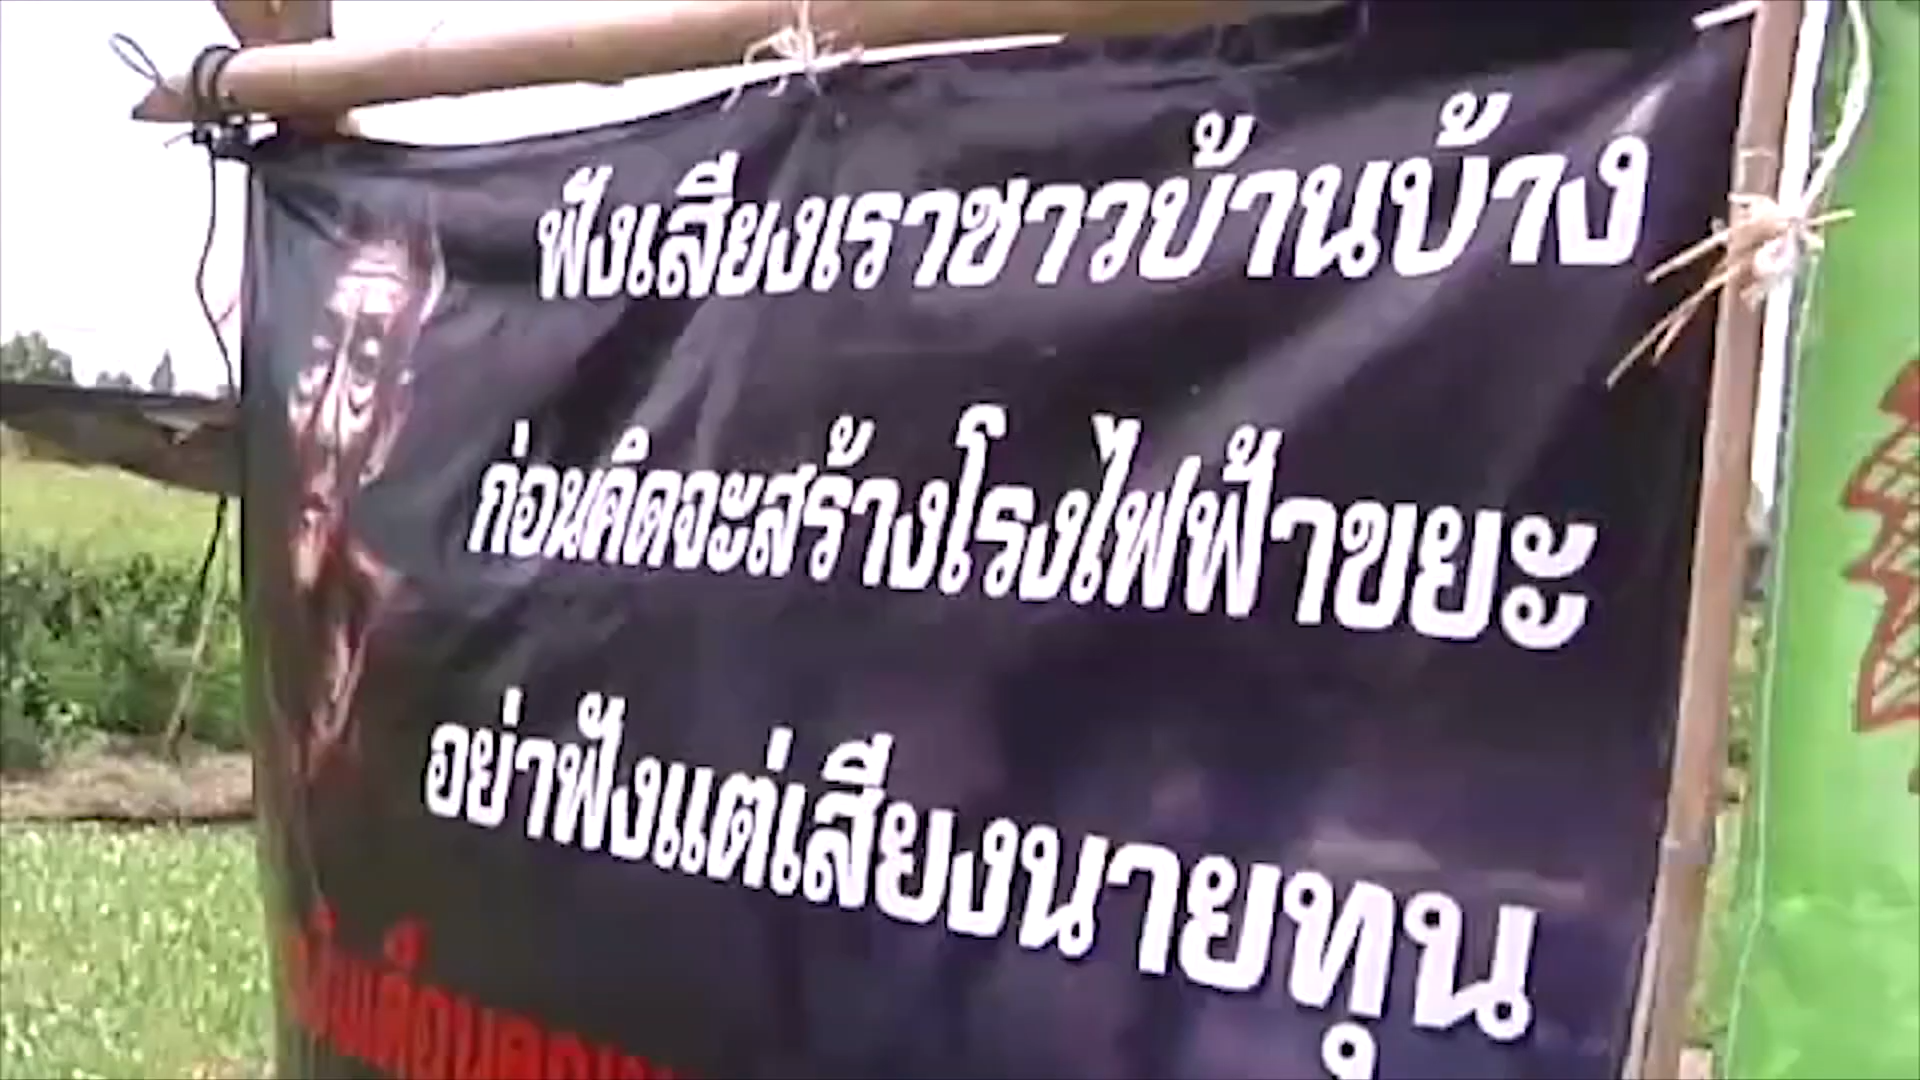 ฟังเสียงเราชาวบ้านบ้าง
ก่อนคิดจะสร้างโรงไฟฟ้าขยะ
อย่าฟังแต่เสียงนายทุน